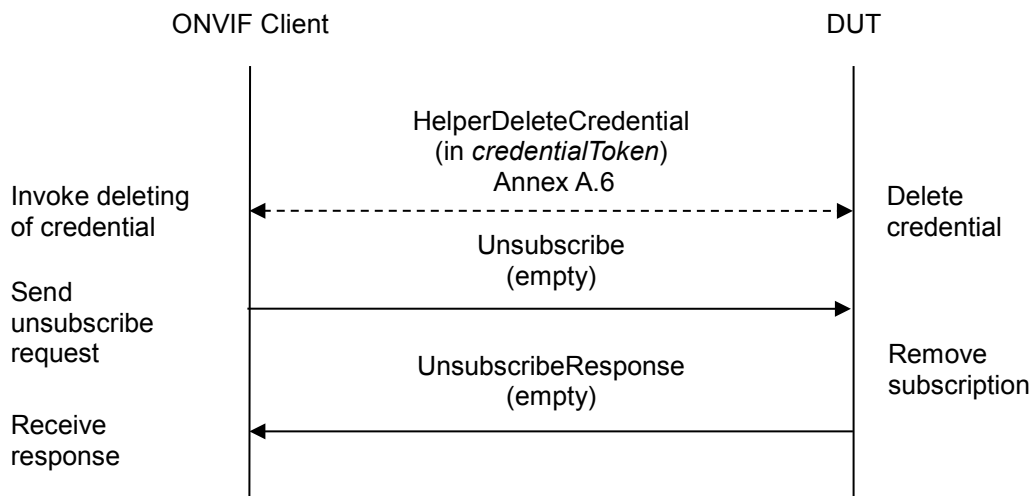 ONVIF Client
DUT
HelperDeleteCredential
(in credentialToken)
Annex A.6
Invoke deleting
of credential
Delete
credential
Unsubscribe
(empty)
Send
unsubscribe
request
Remove
subscription
UnsubscribeResponse
(empty)
Receive
response